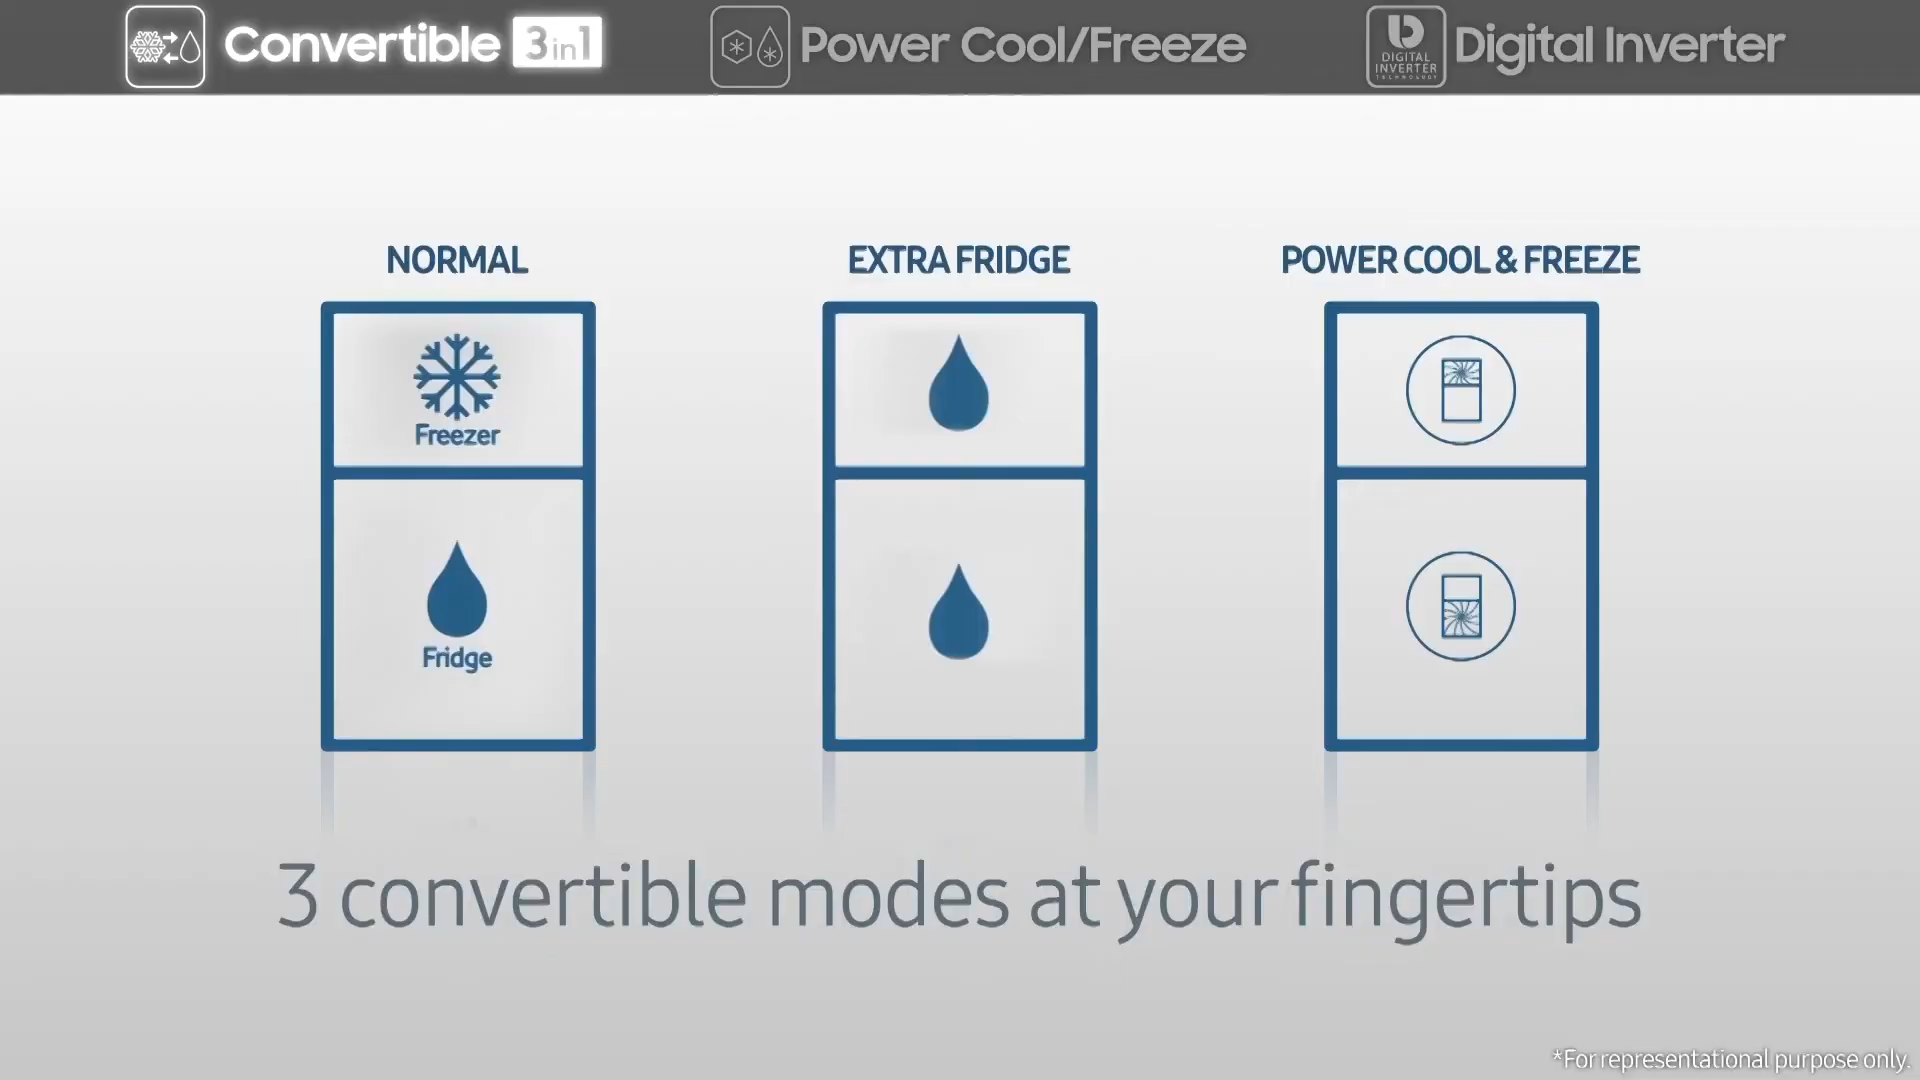 Convertible 3in1
Power Cool/Freeze
DIGITAL
INVERTER
TECHNOLOGY
Digital Inverter
NORMAL
EXTRA FRIDGE
POWER COOL & FREEZE
Freezer
Fridge
3 convertible modes at your fingertips
*For representational purpose only.